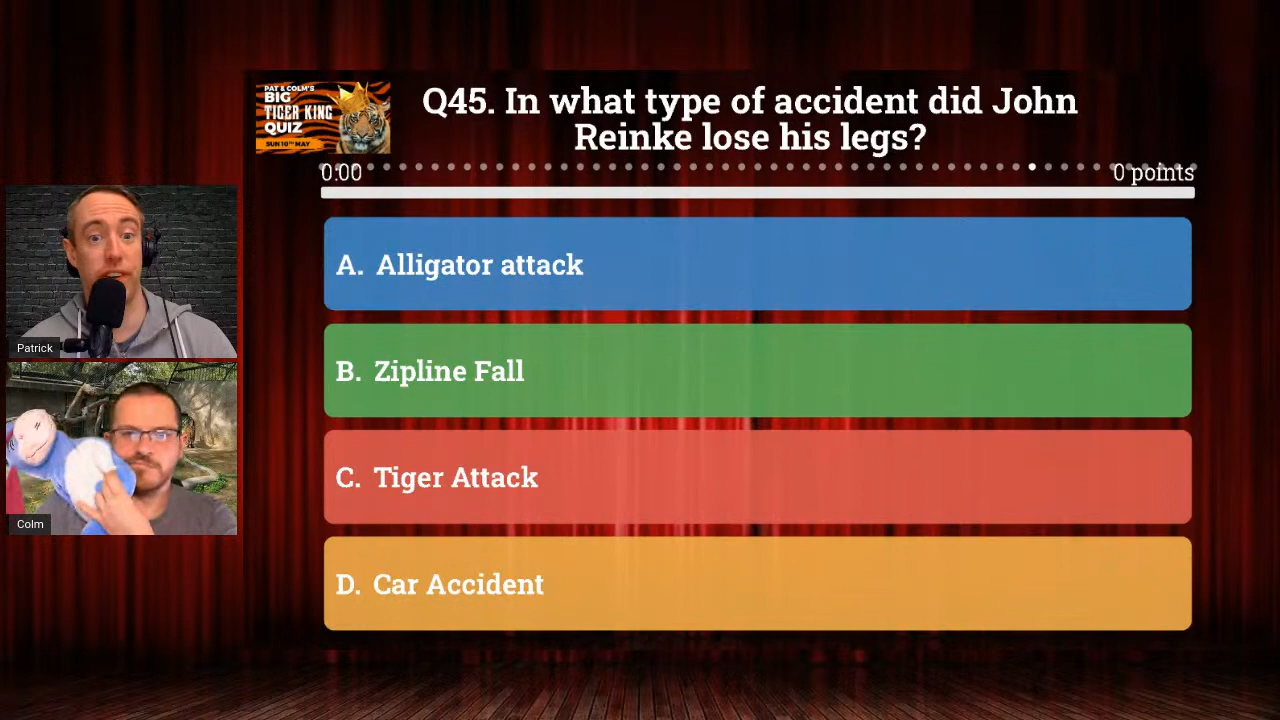 PAT & COLM'S
BIG
TIGER KING
QUIZ
SUN 10TH MAY
Q45. In what type of accident did John
Reinke lose his legs?
0:00
0 points
A. Alligator attack
B. Zipline Fall
C. Tiger Attack
D. Car Accident
Patrick
Colm